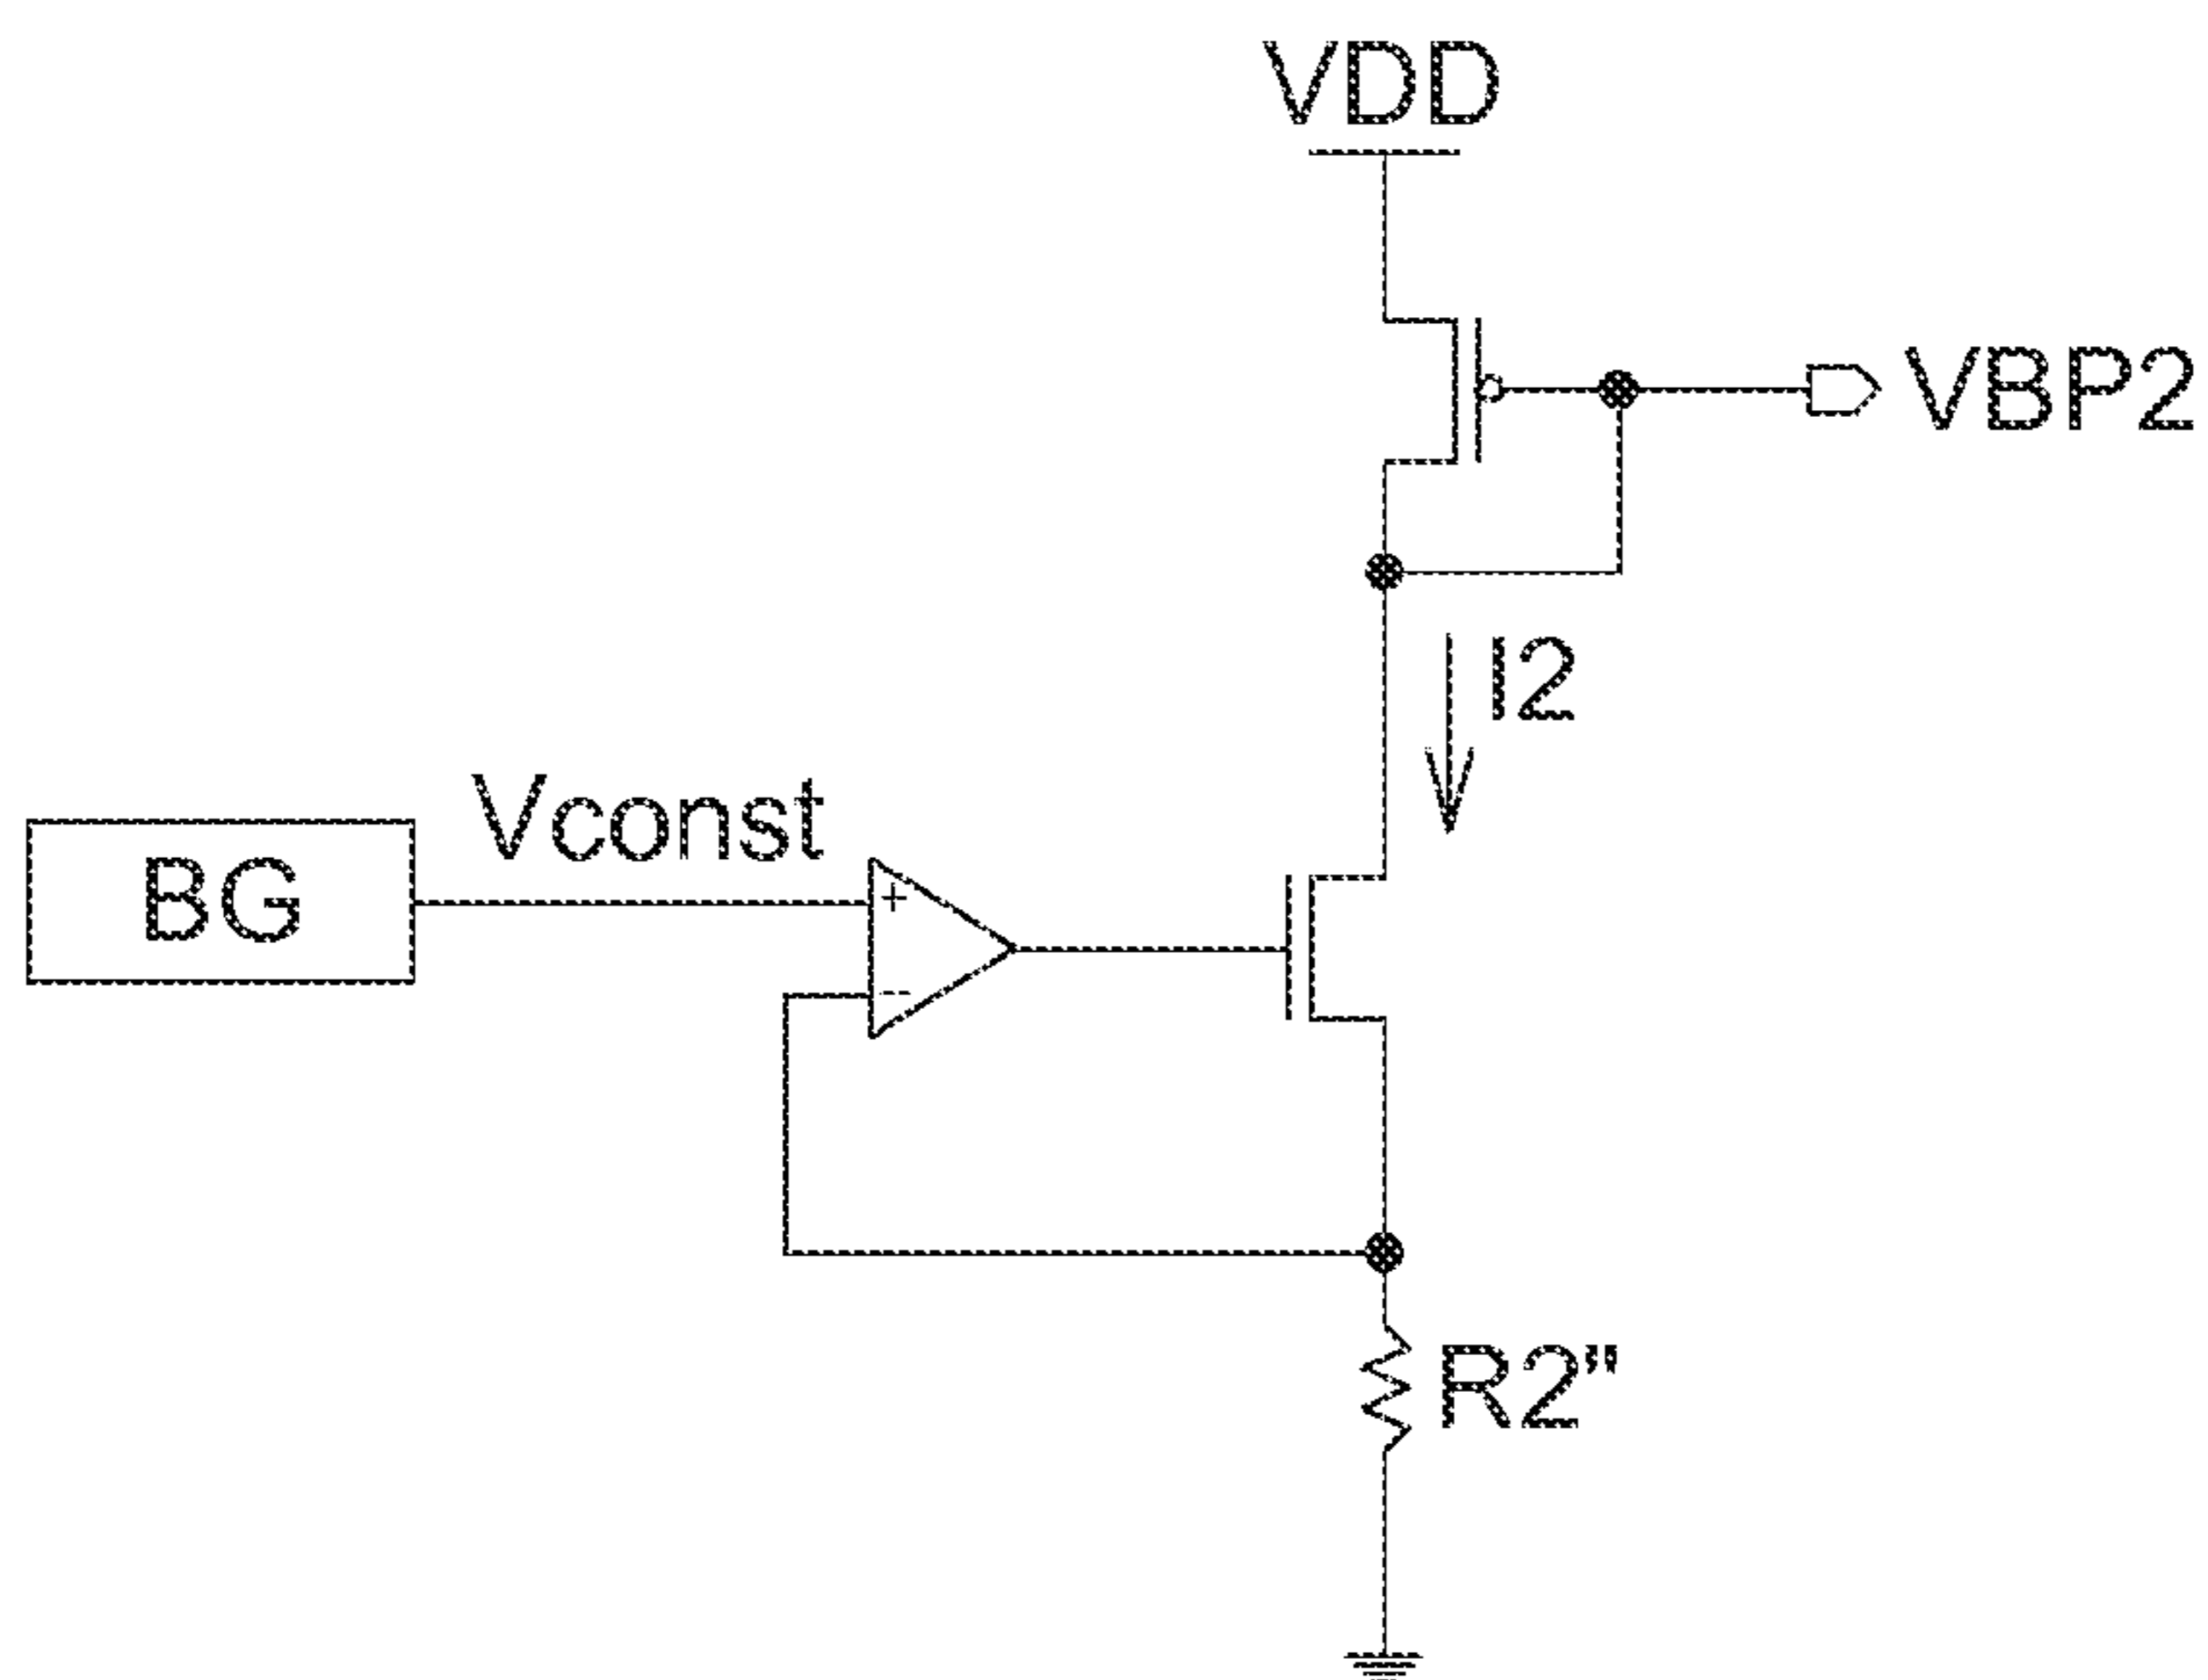 VDD
VBP2
I2
Vconst
BG
+
−
R2"